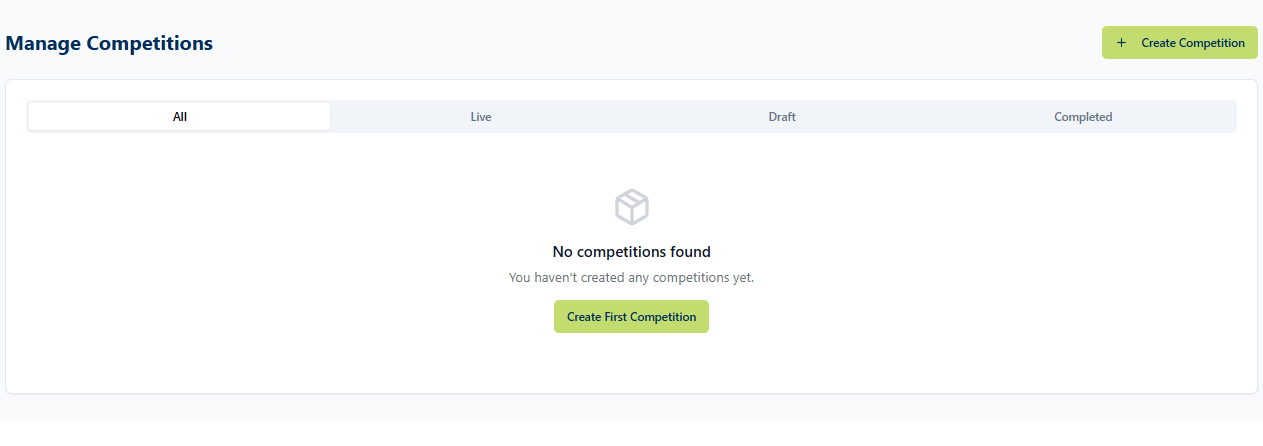 Manage Competitions
+ Create Competition
All
Live
Draft
Completed
No competitions found
You haven't created any competitions yet.
Create First Competition